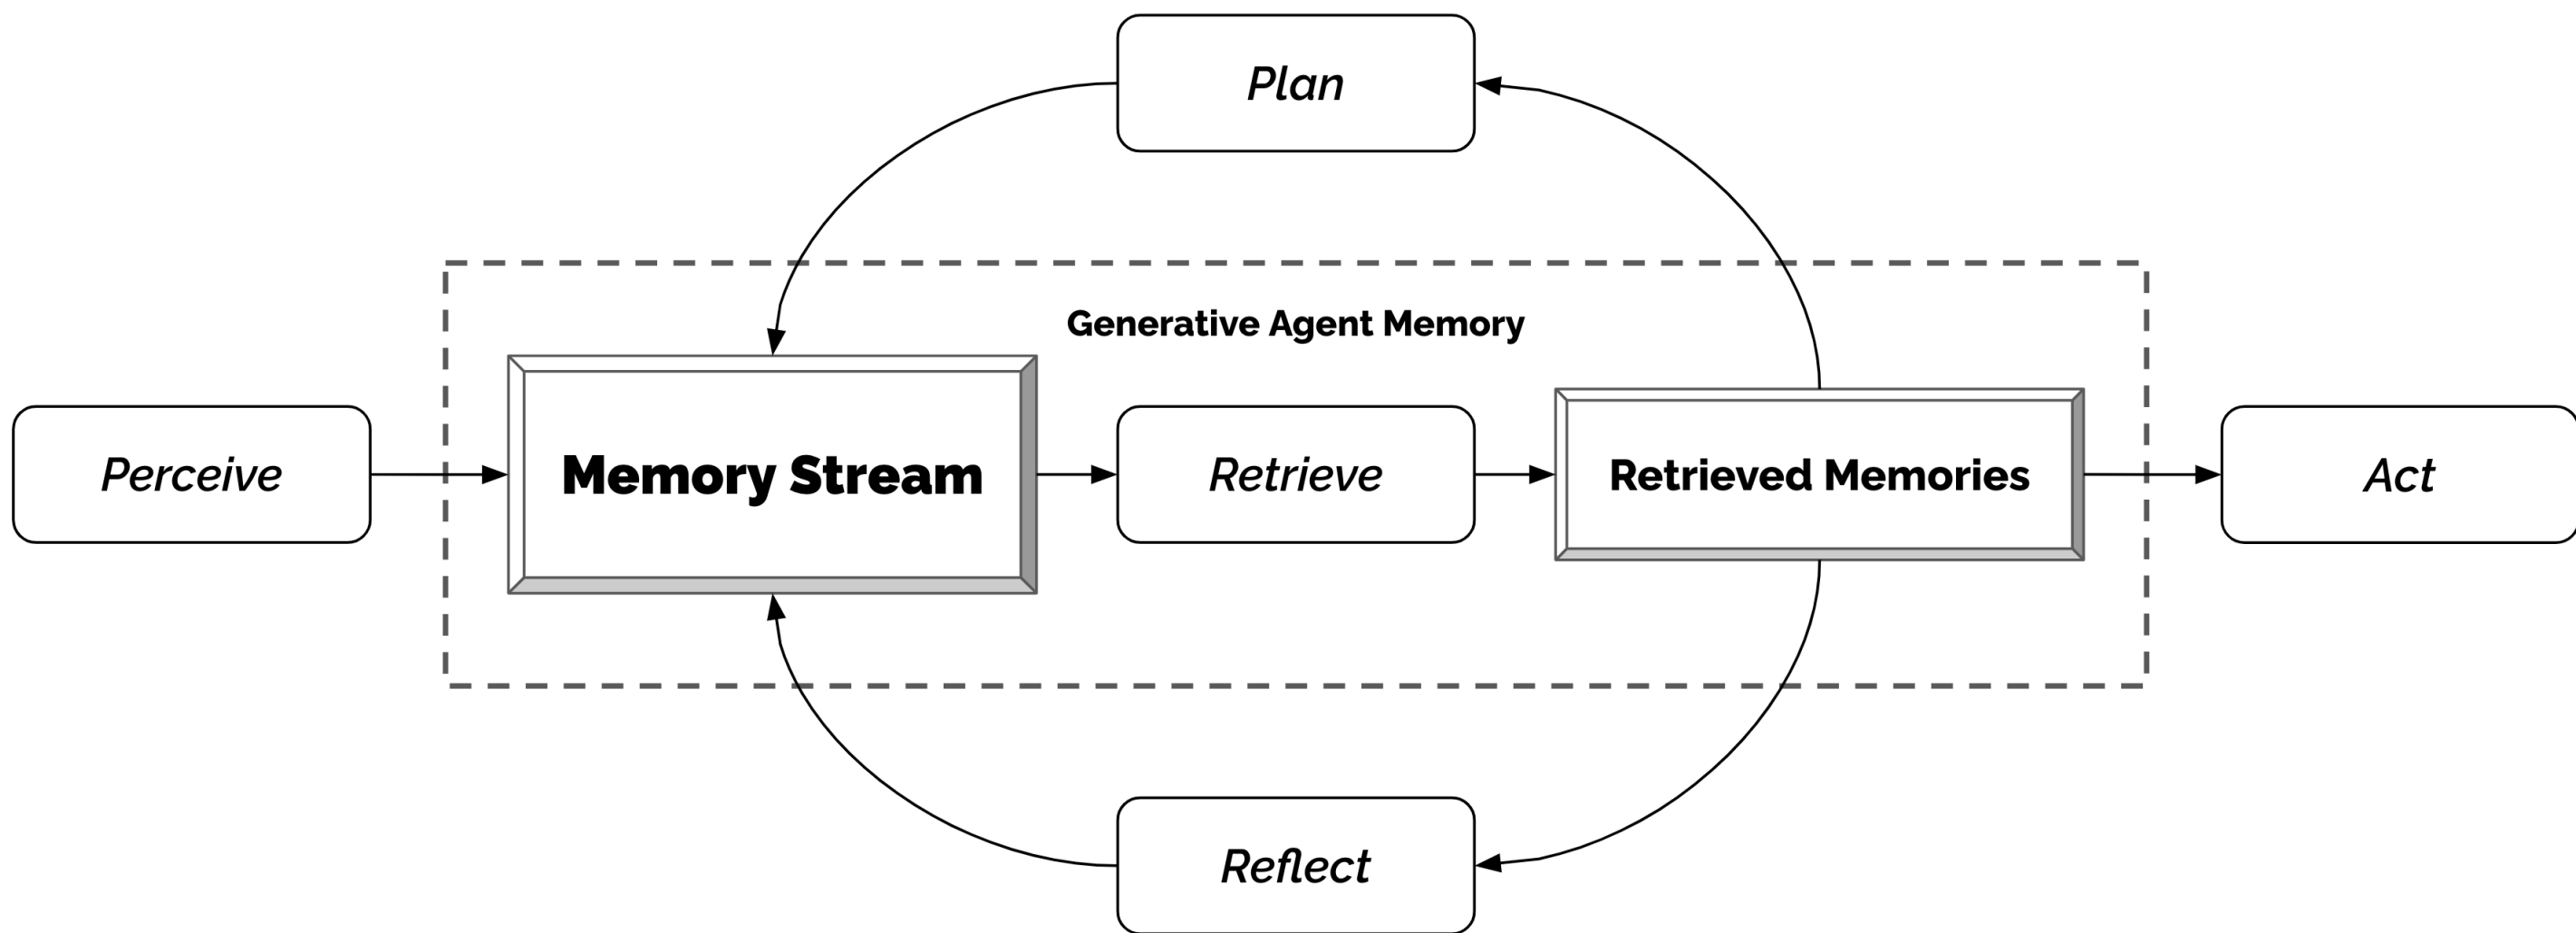 Plan
Generative Agent Memory
Perceive
Memory Stream
Retrieve
Retrieved Memories
Act
Reflect